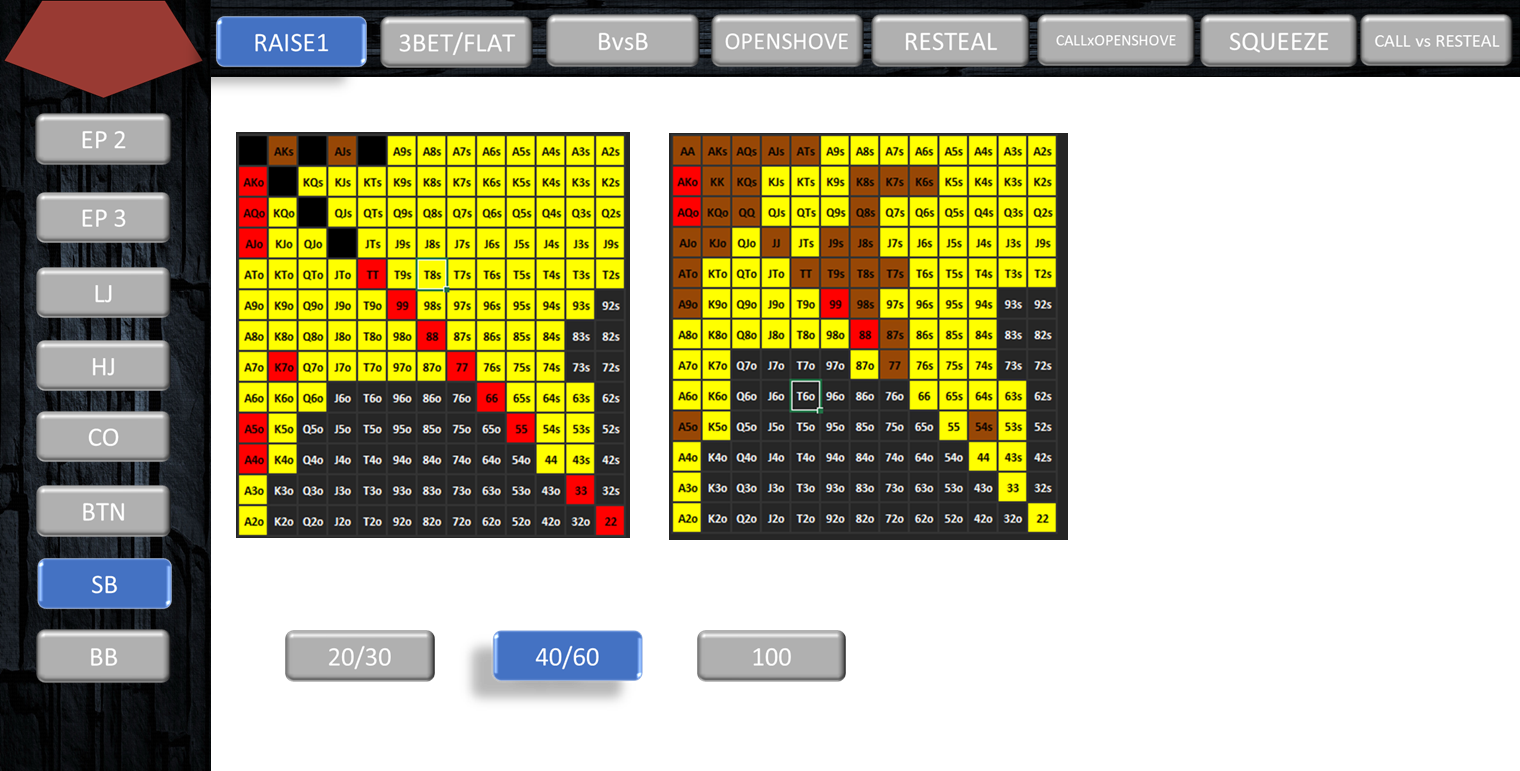 RAISE1
3BET/FLAT
BvsB
OPENSHOVE
RESTEAL
CALLxOPENSHOVE
SQUEEZE
CALL vs RESTEAL
EP 2
EP 3
LJ
HJ
CO
BTN
SB
BB
AKs AJs A9s A8s A7s A6s A5s A4s A3s A2s
AKo KQs KJs KTs K9s K8s K7s K6s K5s K4s K3s K2s
AQo KQo QJs QTs Q9s Q8s Q7s Q6s Q5s Q4s Q3s Q2s
AJo KJo QJo JTs J9s J8s J7s J6s J5s J4s J3s J9s
ATo KTo QTo JTo TT T9s T8s T7s T6s T5s T4s T3s T2s
A9o K9o Q9o J9o T9o 99 98s 97s 96s 95s 94s 93s 92s
A8o K8o Q8o J8o T8o 98o 88 87s 86s 85s 84s 83s 82s
A7o K7o Q7o J7o T7o 97o 87o 77 76s 75s 74s 73s 72s
A6o K6o Q6o J6o T6o 96o 86o 76o 66 65s 64s 63s 62s
A5o K5o Q5o J5o T5o 95o 85o 75o 65o 55 54s 53s 52s
A4o K4o Q4o J4o T4o 94o 84o 74o 64o 54o 44 43s 42s
A3o K3o Q3o J3o T3o 93o 83o 73o 63o 53o 43o 33 32s
A2o K2o Q2o J2o T2o 92o 82o 72o 62o 52o 42o 32o 22
AA AKs AQs AJs ATs A9s A8s A7s A6s A5s A4s A3s A2s
AKo KK KQs KJs KTs K9s K8s K7s K6s K5s K4s K3s K2s
AQo KQo QQ QJs QTs Q9s Q8s Q7s Q6s Q5s Q4s Q3s Q2s
AJo KJo QJo JJ JTs J9s J8s J7s J6s J5s J4s J3s J9s
ATo KTo QTo JTo TT T9s T8s T7s T6s T5s T4s T3s T2s
A9o K9o Q9o J9o T9o 99 98s 97s 96s 95s 94s 93s 92s
A8o K8o Q8o J8o T8o 98o 88 87s 86s 85s 84s 83s 82s
A7o K7o Q7o J7o T7o 97o 87o 77 76s 75s 74s 73s 72s
A6o K6o Q6o J6o T6o 96o 86o 76o 66 65s 64s 63s 62s
A5o K5o Q5o J5o T5o 95o 85o 75o 65o 55 54s 53s 52s
A4o K4o Q4o J4o T4o 94o 84o 74o 64o 54o 44 43s 42s
A3o K3o Q3o J3o T3o 93o 83o 73o 63o 53o 43o 33 32s
A2o K2o Q2o J2o T2o 92o 82o 72o 62o 52o 42o 32o 22
20/30
40/60
100